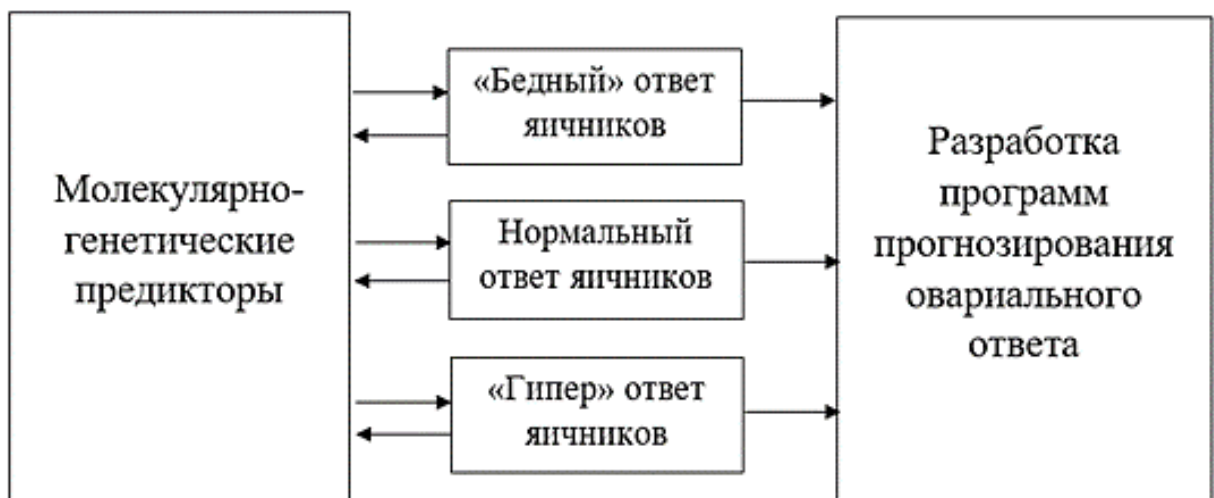 Молекулярно-
генетические
предикторы
«Бедный» ответ
яичников
Нормальный
ответ яичников
«Гипер» ответ
яичников
Разработка
программ
прогнозирования
овариального
ответа